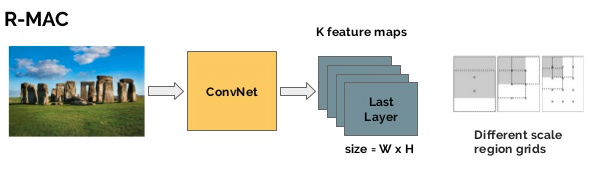 R-MAC
K feature maps
ConvNet
Last
Layer
size = W x H
Different scale
region grids